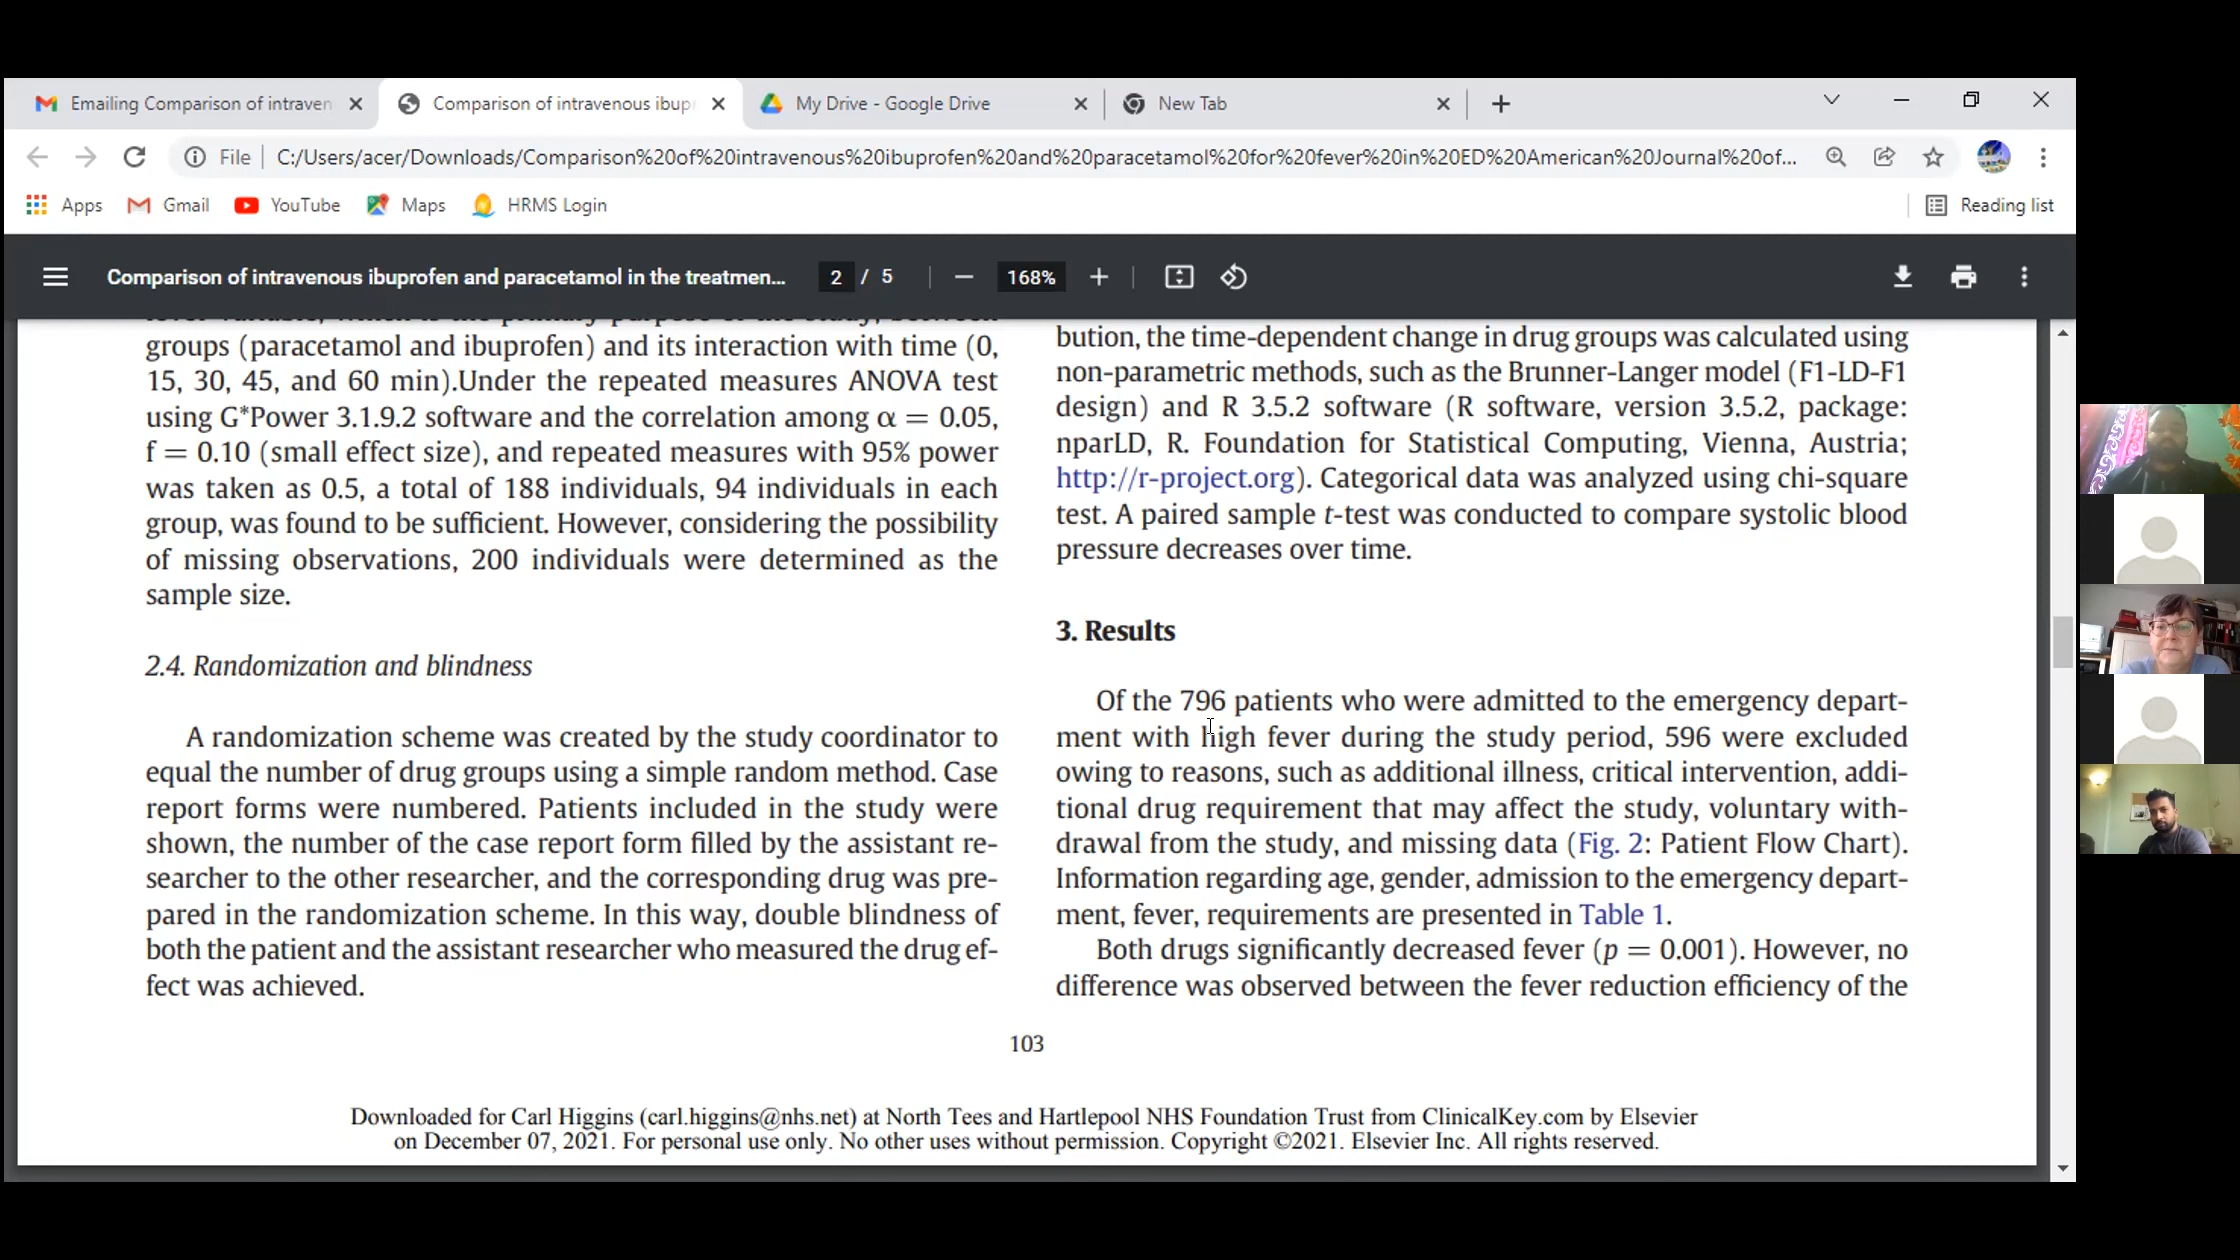 Emailing Comparison of intraven
Comparison of intravenous ibupr
My Drive - Google Drive
New Tab
File
C:/Users/acer/Downloads/Comparison%20of%20intravenous%20ibuprofen%20and%20paracetamol%20for%20fever%20in%20ED%20American%20Journal%20of...
Apps
Gmail
YouTube
Maps
HRMS Login
Reading list
Comparison of intravenous ibuprofen and paracetamol in the treatmen...
2 / 5
168%
fever variable, which is the primary purpose of the study, between
groups (paracetamol and ibuprofen) and its interaction with time (0,
15, 30, 45, and 60 min).Under the repeated measures ANOVA test
using G*Power 3.1.9.2 software and the correlation among α = 0.05,
f = 0.10 (small effect size), and repeated measures with 95% power
was taken as 0.5, a total of 188 individuals, 94 individuals in each
group, was found to be sufficient. However, considering the possibility
of missing observations, 200 individuals were determined as the
sample size.
2.4. Randomization and blindness
A randomization scheme was created by the study coordinator to
equal the number of drug groups using a simple random method. Case
report forms were numbered. Patients included in the study were
shown, the number of the case report form filled by the assistant re-
searcher to the other researcher, and the corresponding drug was pre-
pared in the randomization scheme. In this way, double blindness of
both the patient and the assistant researcher who measured the drug ef-
fect was achieved.
bution, the time-dependent change in drug groups was calculated using
non-parametric methods, such as the Brunner-Langer model (F1-LD-F1
design) and R 3.5.2 software (R software, version 3.5.2, package:
nparLD, R. Foundation for Statistical Computing, Vienna, Austria;
http://r-project.org). Categorical data was analyzed using chi-square
test. A paired sample t-test was conducted to compare systolic blood
pressure decreases over time.
3. Results
Of the 796 patients who were admitted to the emergency depart-
ment with high fever during the study period, 596 were excluded
owing to reasons, such as additional illness, critical intervention, addi-
tional drug requirement that may affect the study, voluntary with-
drawal from the study, and missing data (Fig. 2: Patient Flow Chart).
Information regarding age, gender, admission to the emergency depart-
ment, fever, requirements are presented in Table 1.
Both drugs significantly decreased fever (p = 0.001). However, no
difference was observed between the fever reduction efficiency of the
103
Downloaded for Carl Higgins (carl.higgins@nhs.net) at North Tees and Hartlepool NHS Foundation Trust from ClinicalKey.com by Elsevier
on December 07, 2021. For personal use only. No other uses without permission. Copyright ©2021. Elsevier Inc. All rights reserved.